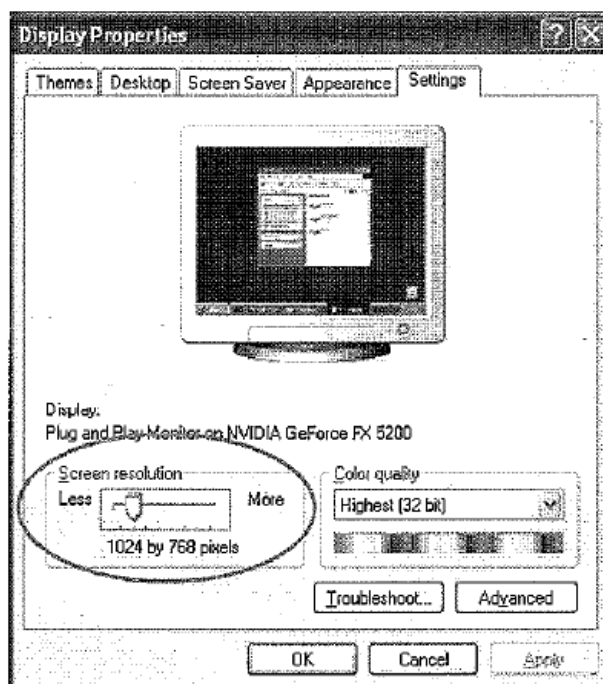 Display Properties
Themes Desktop Screen Saver Appearance Settings
Display:
Plug and Play Monitor on NVIDIA GeForce FX 5200
Screen resolution
Less More
1024 by 768 pixels
Color quality
Highest (32 bit)
Troubleshoot... Advanced
OK Cancel Apply